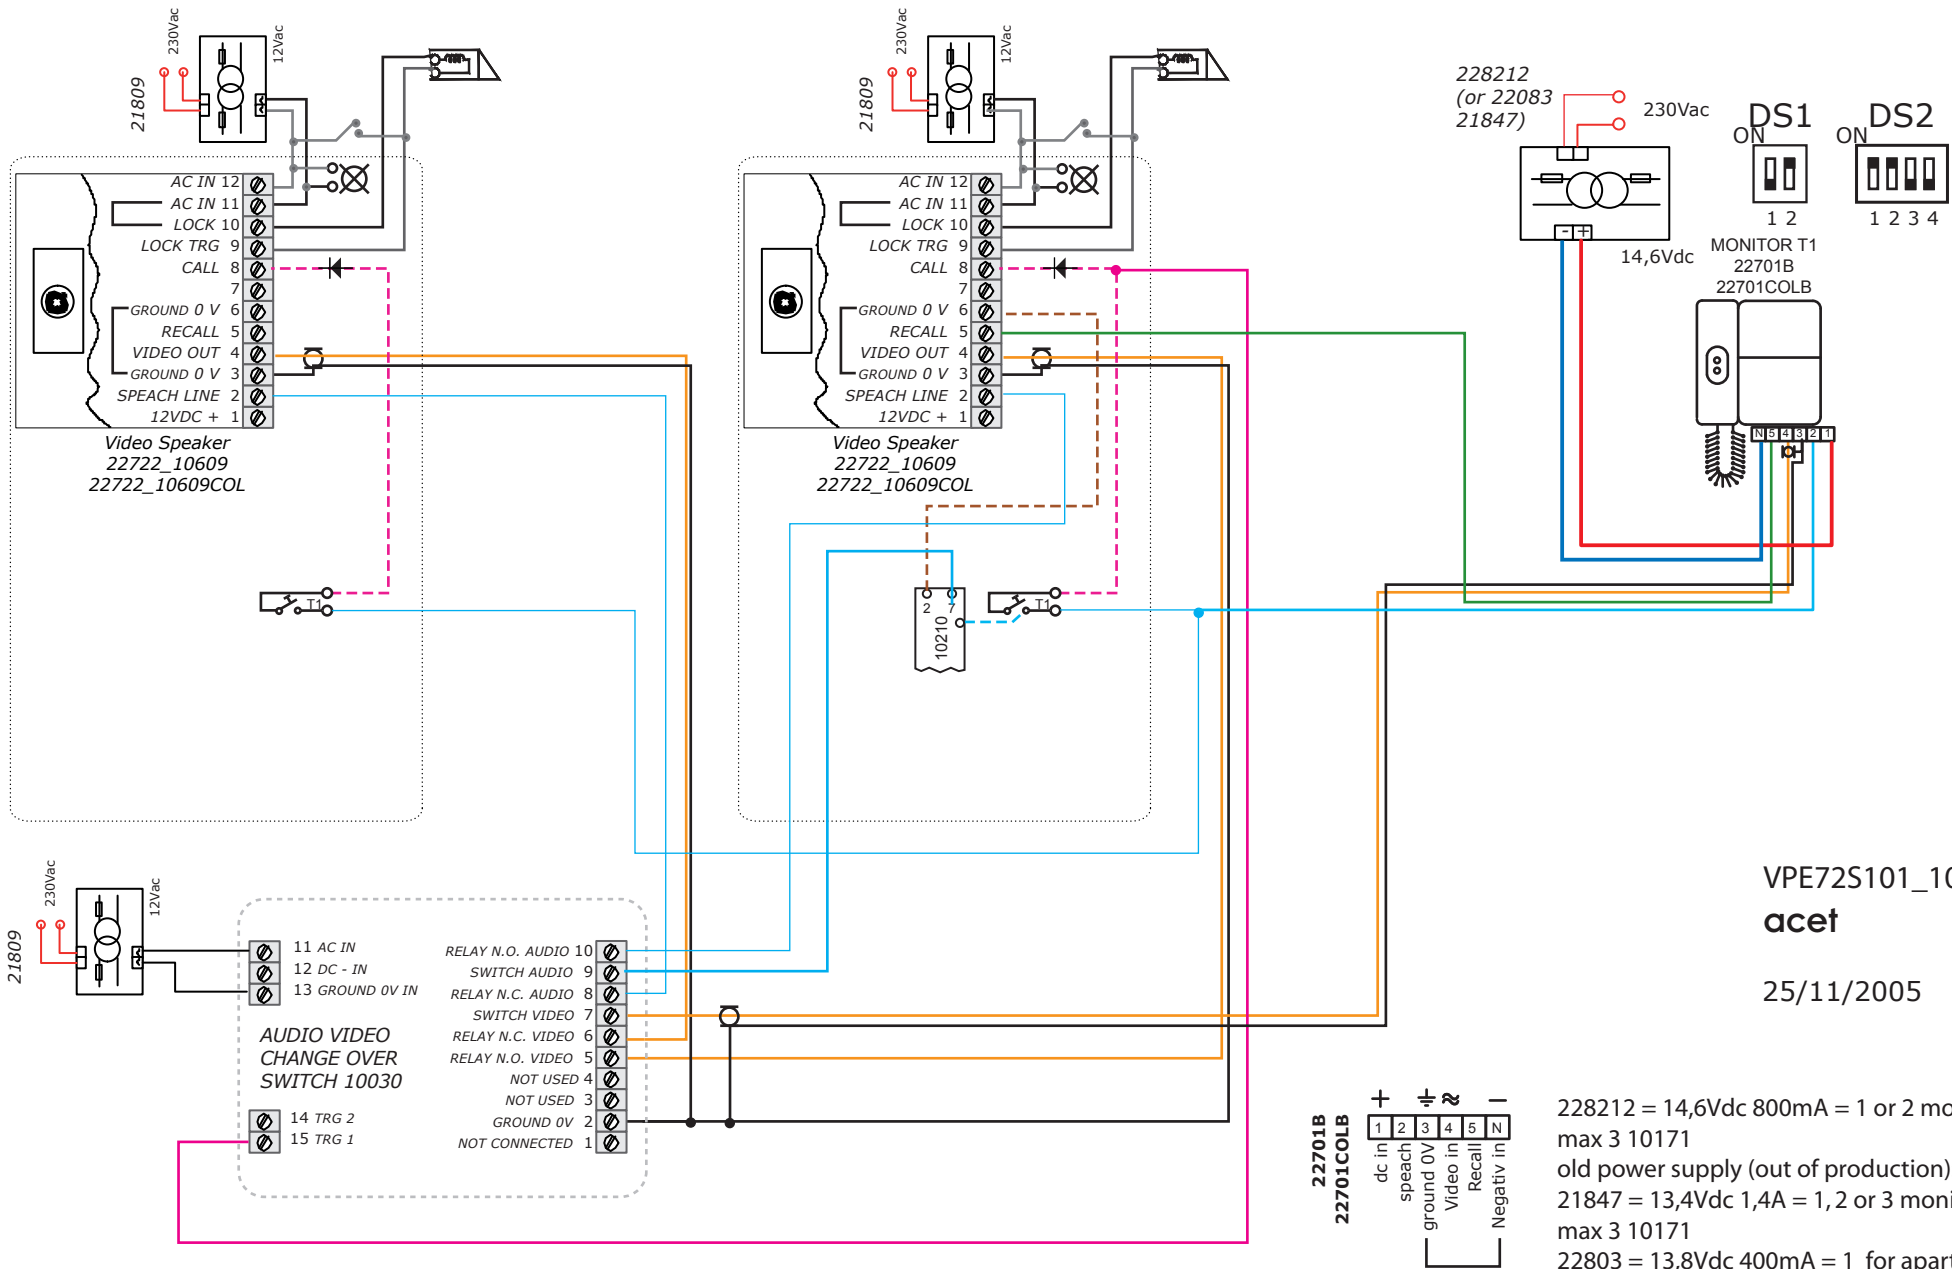 230Vac
12Vac
21809
AC IN 12
AC IN 11
LOCK 10
LOCK TRG 9
CALL 8
7
GROUND 0 V 6
RECALL 5
VIDEO OUT 4
GROUND 0 V 3
SPEACH LINE 2
12VDC + 1
Video Speaker
22722_10609
22722_10609COL
T1
230Vac
12Vac
21809
AC IN 12
AC IN 11
LOCK 10
LOCK TRG 9
CALL 8
7
GROUND 0 V 6
RECALL 5
VIDEO OUT 4
GROUND 0 V 3
SPEACH LINE 2
12VDC + 1
Video Speaker
22722_10609
22722_10609COL
2 7
10210
T1
228212
(or 22083
21847)
230Vac
- +
14,6Vdc
DS1
ON
1 2
DS2
ON
1 2 3 4
MONITOR T1
22701B
22701COLB
N 5 4 3 2 1
230Vac
12Vac
21809
11 AC IN
12 DC - IN
13 GROUND 0V IN
AUDIO VIDEO
CHANGE OVER
SWITCH 10030
14 TRG 2
15 TRG 1
RELAY N.O. AUDIO 10
SWITCH AUDIO 9
RELAY N.C. AUDIO 8
SWITCH VIDEO 7
RELAY N.C. VIDEO 6
RELAY N.O. VIDEO 5
NOT USED 4
NOT USED 3
GROUND 0V 2
NOT CONNECTED 1
VPE72S101_10
acet
25/11/2005
22701B
22701COLB
+ ≈ −
1 2 3 4 5 N
dc in
speach
ground 0V
Video in
Recall
Negativ in
228212 = 14,6Vdc 800mA = 1 or 2 mo
max 3 10171
old power supply (out of production)
21847 = 13,4Vdc 1,4A = 1, 2 or 3 moni
max 3 10171
22803 = 13,8Vdc 400mA = 1 for apart